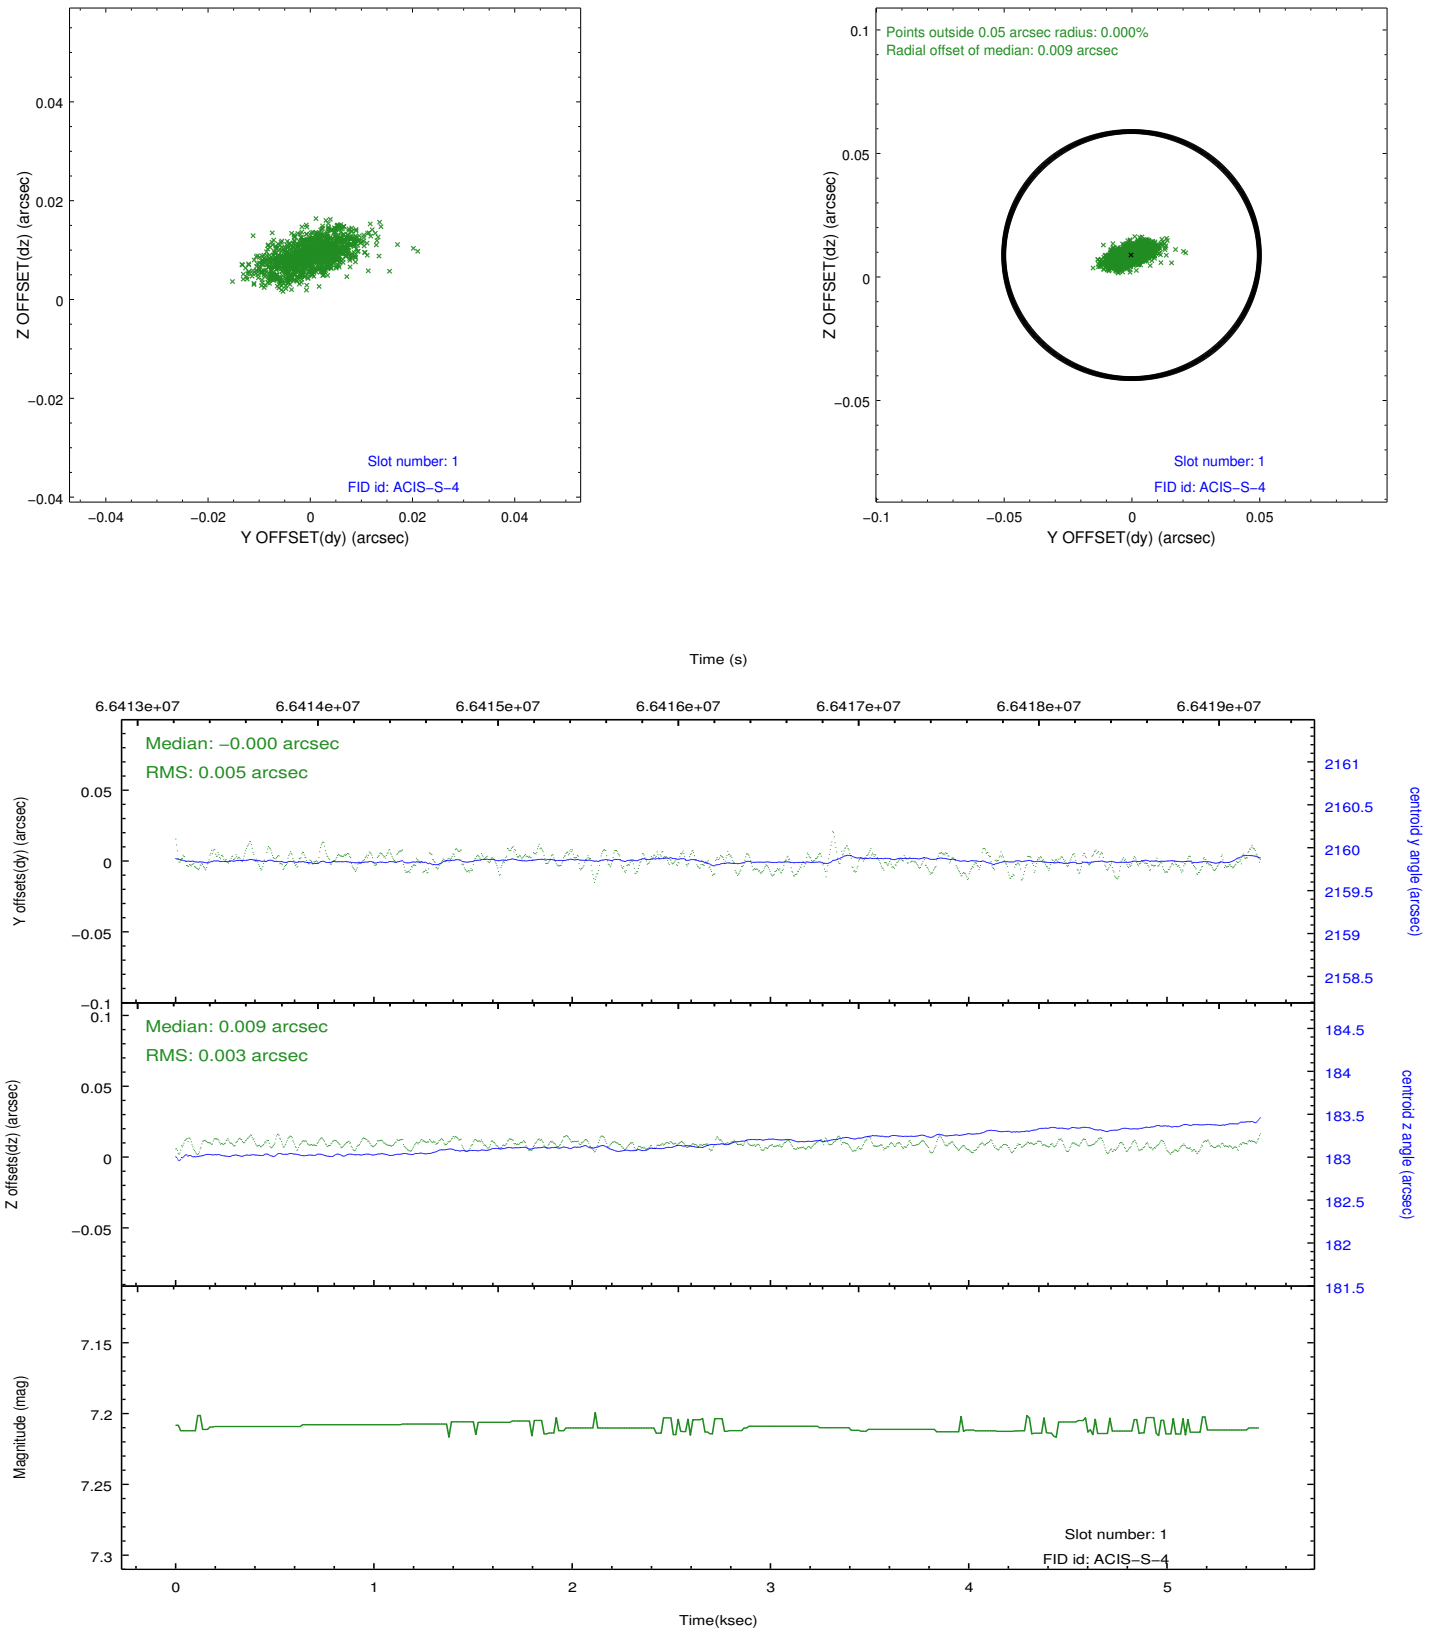 0.04
0.02
0
−0.02
−0.04
Z OFFSET(dz) (arcsec)
Slot number: 1
FID id: ACIS−S−4
−0.04
−0.02
0
0.02
0.04
Y OFFSET(dy) (arcsec)
Points outside 0.05 arcsec radius: 0.000%
Radial offset of median: 0.009 arcsec
0.1
0.05
0
−0.05
Z OFFSET(dz) (arcsec)
Slot number: 1
FID id: ACIS−S−4
−0.1
−0.05
0
0.05
Y OFFSET(dy) (arcsec)
Time (s)
6.6413e+07
6.6414e+07
6.6415e+07
6.6416e+07
6.6417e+07
6.6418e+07
6.6419e+07
Median: −0.000 arcsec
RMS: 0.005 arcsec
0.05
0
−0.05
−0.1
Y offsets(dy) (arcsec)
2161
2160.5
2160
2159.5
2159
2158.5
centroid y angle (arcsec)
Median: 0.009 arcsec
RMS: 0.003 arcsec
0.1
0.05
0
−0.05
Z offsets(dz) (arcsec)
184.5
184
183.5
183
182.5
182
181.5
centroid z angle (arcsec)
7.15
7.2
7.25
7.3
Magnitude (mag)
Slot number: 1
FID id: ACIS−S−4
0
1
2
3
4
5
Time(ksec)